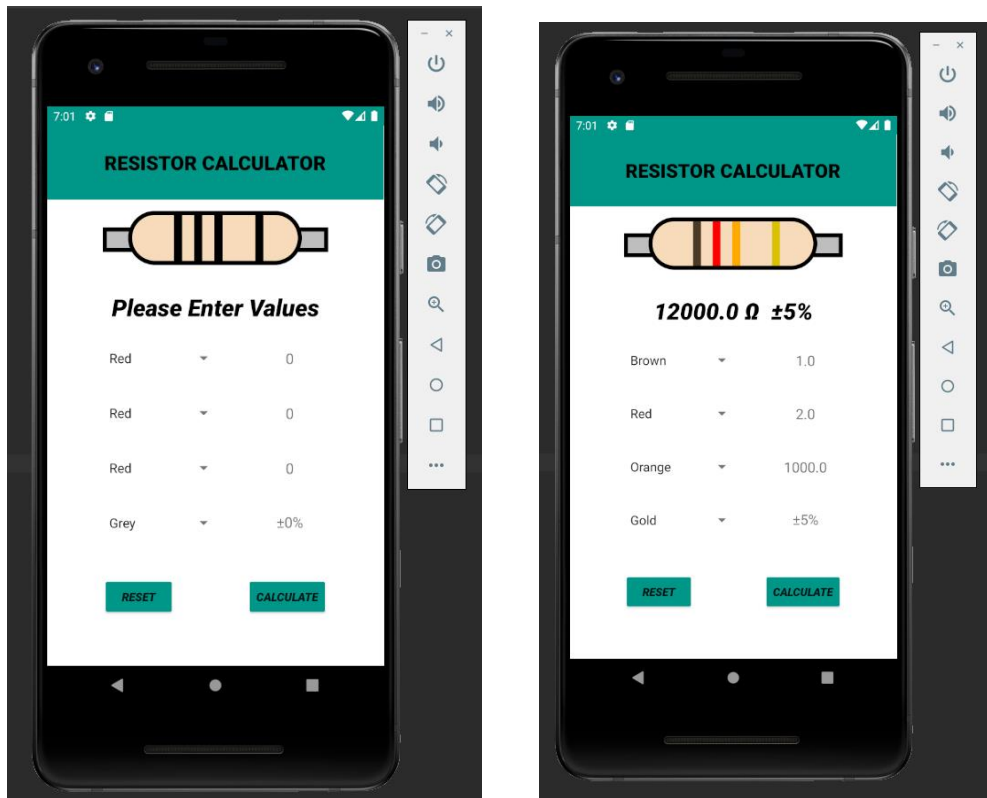 7:01
RESISTOR CALCULATOR
Please Enter Values
Red 0
Red 0
Red 0
Grey ±0%
RESET CALCULATE
7:01
RESISTOR CALCULATOR
12000.0 Ω ±5%
Brown 1.0
Red 2.0
Orange 1000.0
Gold ±5%
RESET CALCULATE